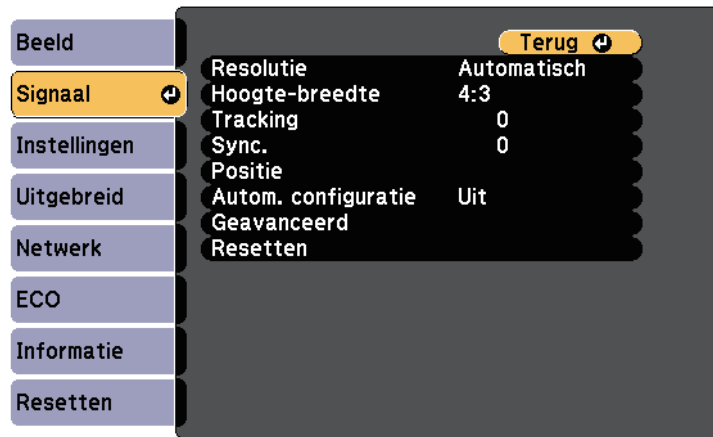 Beeld
Signaal
Instellingen
Uitgebreid
Netwerk
ECO
Informatie
Resetten
Terug
Resolutie Automatisch
Hoogte-breedte 4:3
Tracking 0
Sync. 0
Positie
Autom. configuratie Uit
Geavanceerd
Resetten